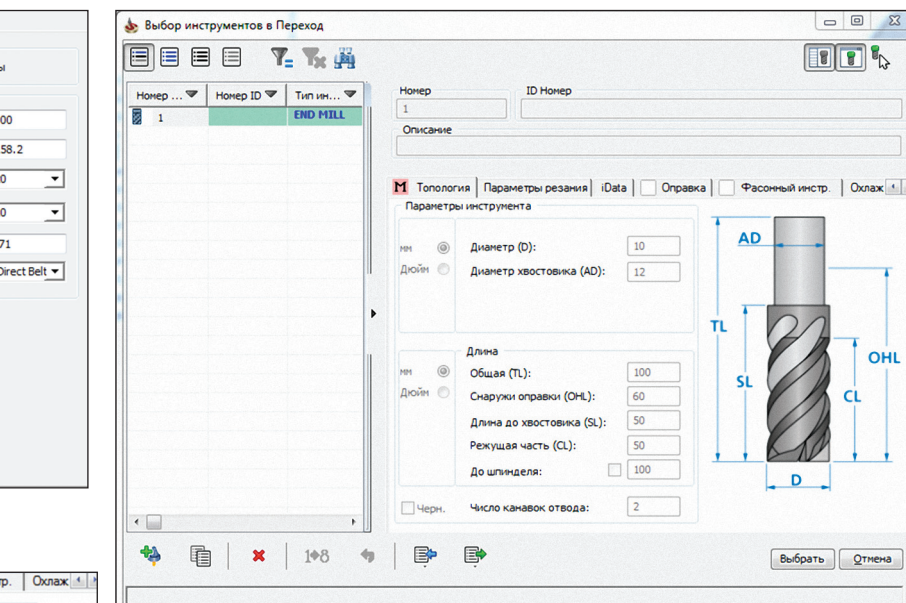 ы
00
58.2
0
0
71
Direct Belt
Выбор инструментов в Переход
Номер ... Номер ID Тип ин...
1 END MILL
Номер ID Номер
1
Описание
M Топология Параметры резания iData Оправка Фасонный инстр. Охлаж
Параметры инструмента
мм Диаметр (D): 10
Дюйм Диаметр хвостовика (AD): 12
Длина
мм Общая (TL): 100
Дюйм Снаружи оправки (OHL): 60
Длина до хвостовика (SL): 50
Режущая часть (CL): 50
До шпинделя: 100
Черн. Число канавок отвода: 2
AD
TL
OHL
SL
CL
D
Выбрать Отмена
тр. Охлаж